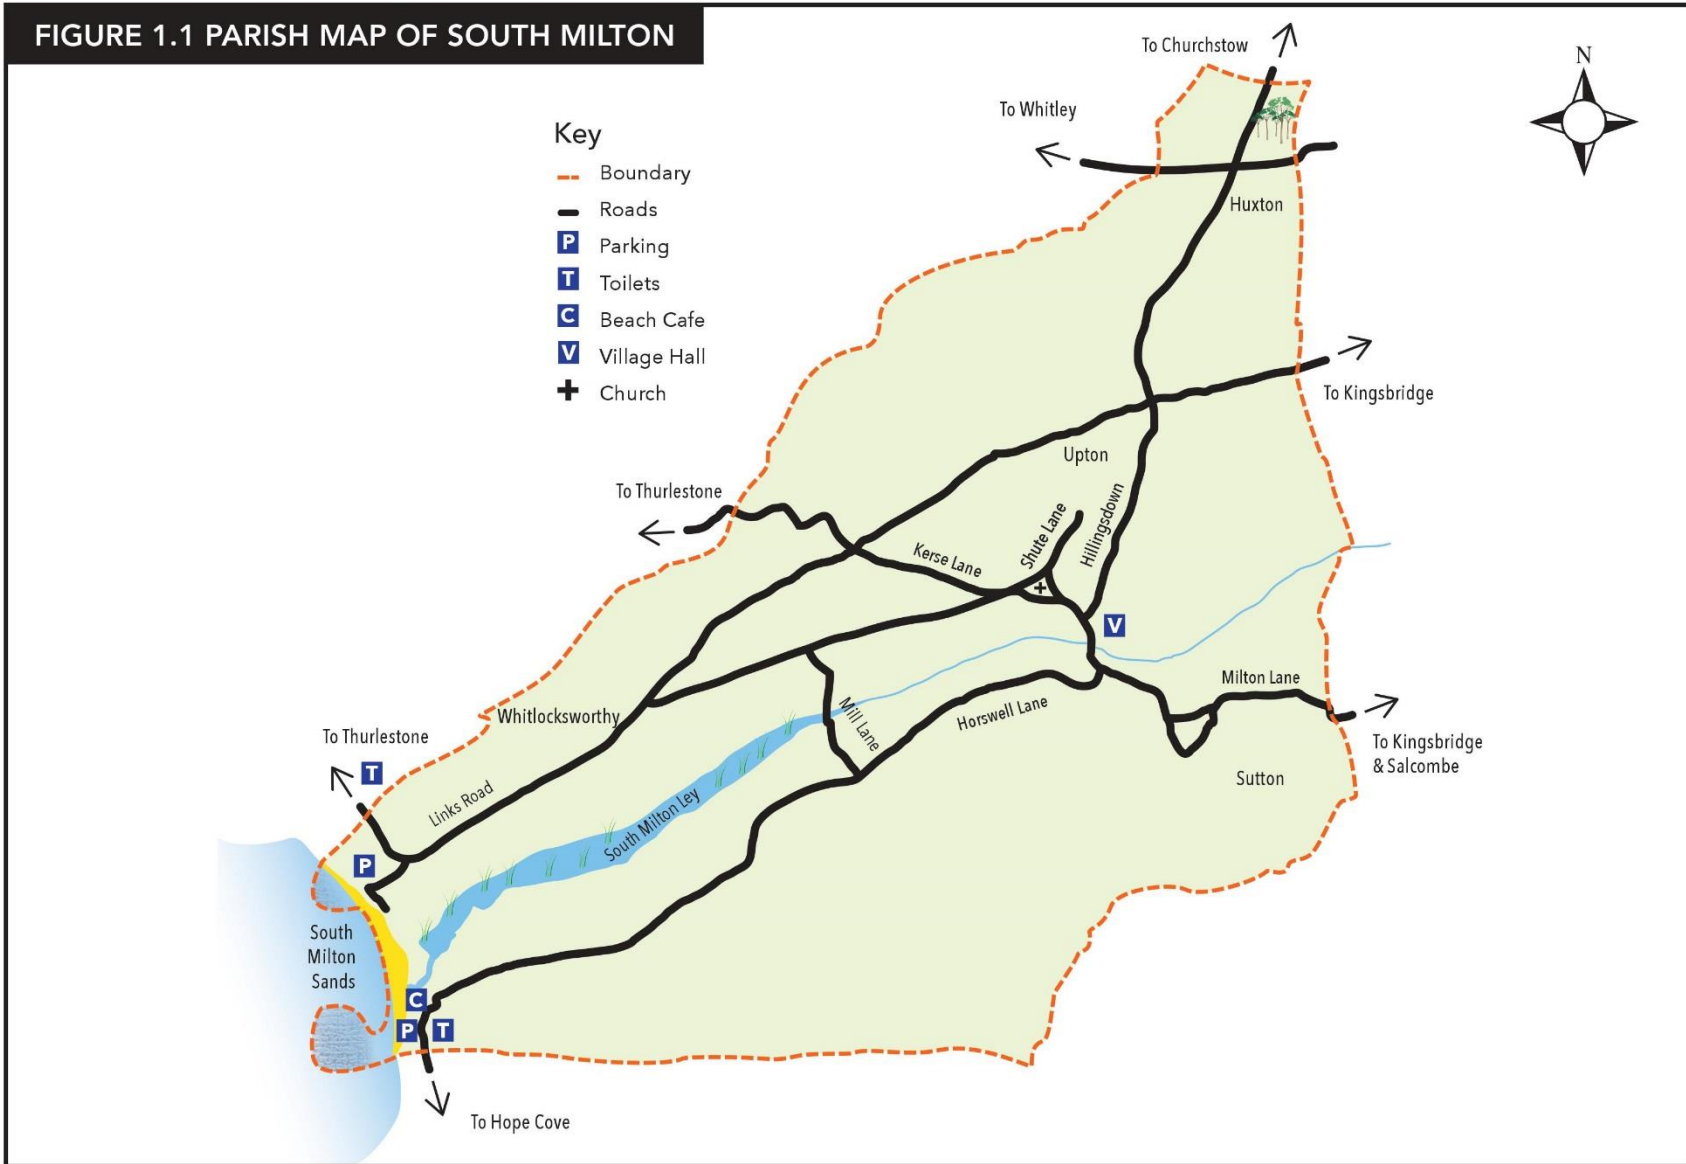 FIGURE 1.1 PARISH MAP OF SOUTH MILTON
To Churchstow
N
To Whitley
Key
Boundary
Roads
P Parking
T Toilets
C Beach Cafe
V Village Hall
Church
Huxton
To Kingsbridge
Upton
To Thurlestone
Kerse Lane
Shute Lane
Hillingsdown
V
Milton Lane
Whitlocksworthy
Mill Lane
Horswell Lane
To Kingsbridge
& Salcombe
Sutton
To Thurlestone
T
Links Road
South Milton Ley
P
South
Milton
Sands
C
P
T
To Hope Cove